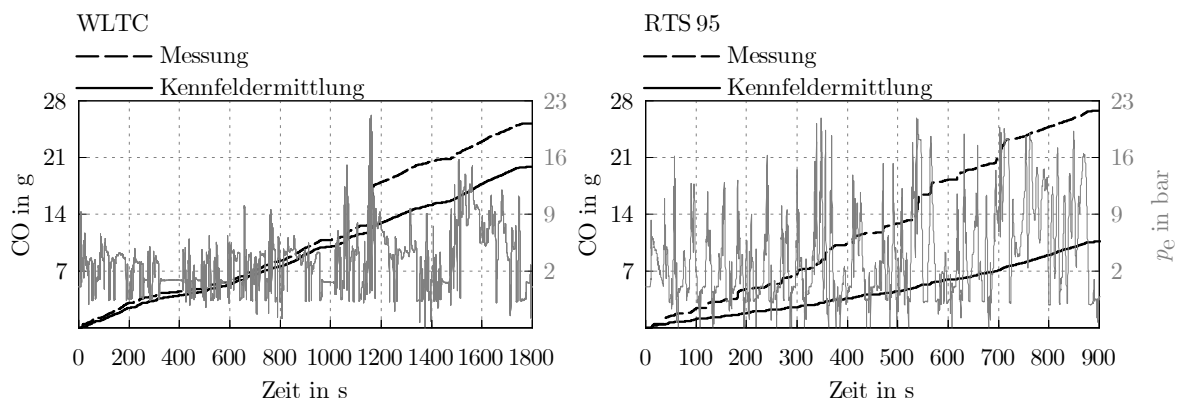 WLTC
Messung
Kennfeldermittlung
28
21
14
7
CO in g
23
16
9
2
0 200 400 600 800 1000 1200 1400 1600 1800
Zeit in s
RTS 95
Messung
Kennfeldermittlung
28
21
14
7
CO in g
23
16
9
2
pe in bar
0 100 200 300 400 500 600 700 800 900
Zeit in s